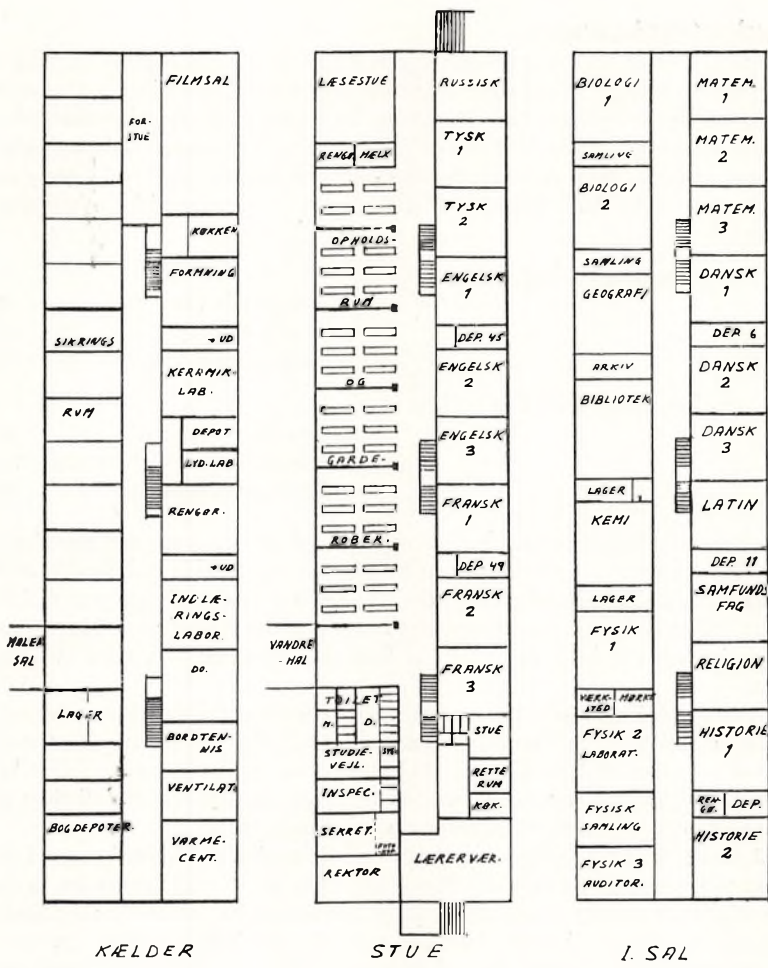 FILMSAL
FOR-
STUE
KØKKEN
FORMNING
SIKRINGS
→ UD
KERAMIK-
LAB.
RUM
DEPOT
LYD.LAB
RENGØR.
→ UD
INDLÆ-
RINGS-
LABOR.
MALER
SAL
DO.
LAGER
BORDTEN-
NIS
VENTILAT.
BOGDEPOTER.
VARME-
CENT.
KÆLDER
LÆSESTUE
RUSSISK
TYSK
1
RENGØ. MÆLK
TYSK
2
OPHOLDS-
ENGELSK
1
RUM
DEP. 45
ENGELSK
2
OG
ENGELSK
3
GARDE-
FRANSK
1
ROBER.
DEP. 49
FRANSK
2
VANDRE
-HAL
FRANSK
3
TOILET
H.
D.
STUE
STUDIE-
VEJL.
RETTE
RUM
INSPEC.
KØK.
SEKRET.
LÆRERVÆR.
REKTOR
STUE
BIOLOGI
1
MATEM.
1
MATEM.
2
SAMLING
BIOLOGI
2
MATEM.
3
SAMLING
DANSK
1
GEOGRAFI
DEP. 6
ARKIV
DANSK
2
BIBLIOTEK
DANSK
3
LAGER
LATIN
KEMI
DEP. 11
LAGER
SAMFUNDS
FAG
FYSIK
1
RELIGION
VERK-
STED
MØRKE
HISTORIE
1
FYSIK 2
LABORAT.
REN-
GØ.
DEP.
FYSISK
SAMLING
HISTORIE
2
FYSIK 3
AUDITOR.
I. SAL